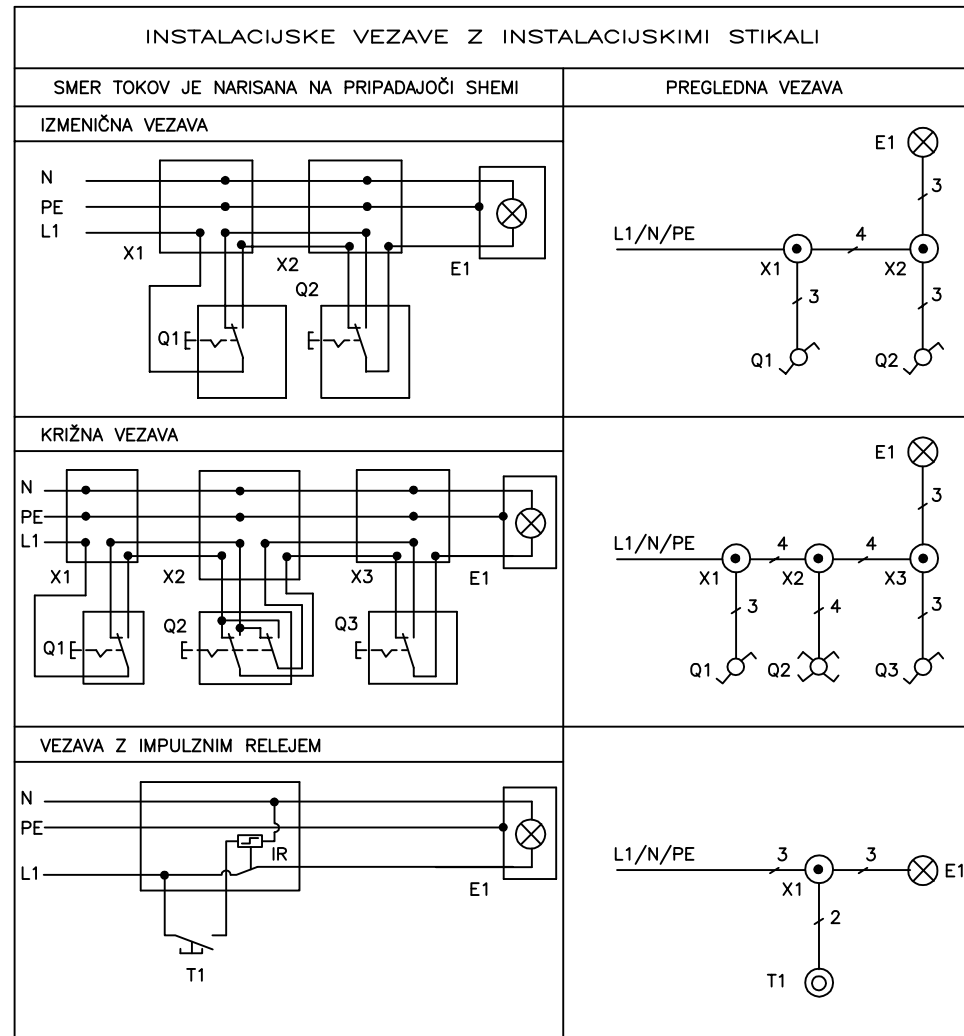 INSTALACIJSKE VEZAVE Z INSTALACIJSKIMI STIKALI
SMER TOKOV JE NARISANA NA PRIPADAJOČI SHEMI
PREGLEDNA VEZAVA
IZMENIČNA VEZAVA
N
PE
L1
X1
X2
E1
Q2
Q1
E1
3
L1/N/PE
4
X1
X2
3
3
Q1
Q2
KRIŽNA VEZAVA
N
PE
L1
X1
X2
X3
E1
Q1
Q2
Q3
E1
3
L1/N/PE
4
4
X1
X2
X3
3
4
3
Q1
Q2
Q3
VEZAVA Z IMPULZNIM RELEJEM
N
PE
IR
L1
E1
T1
L1/N/PE
3
3
X1
E1
2
T1